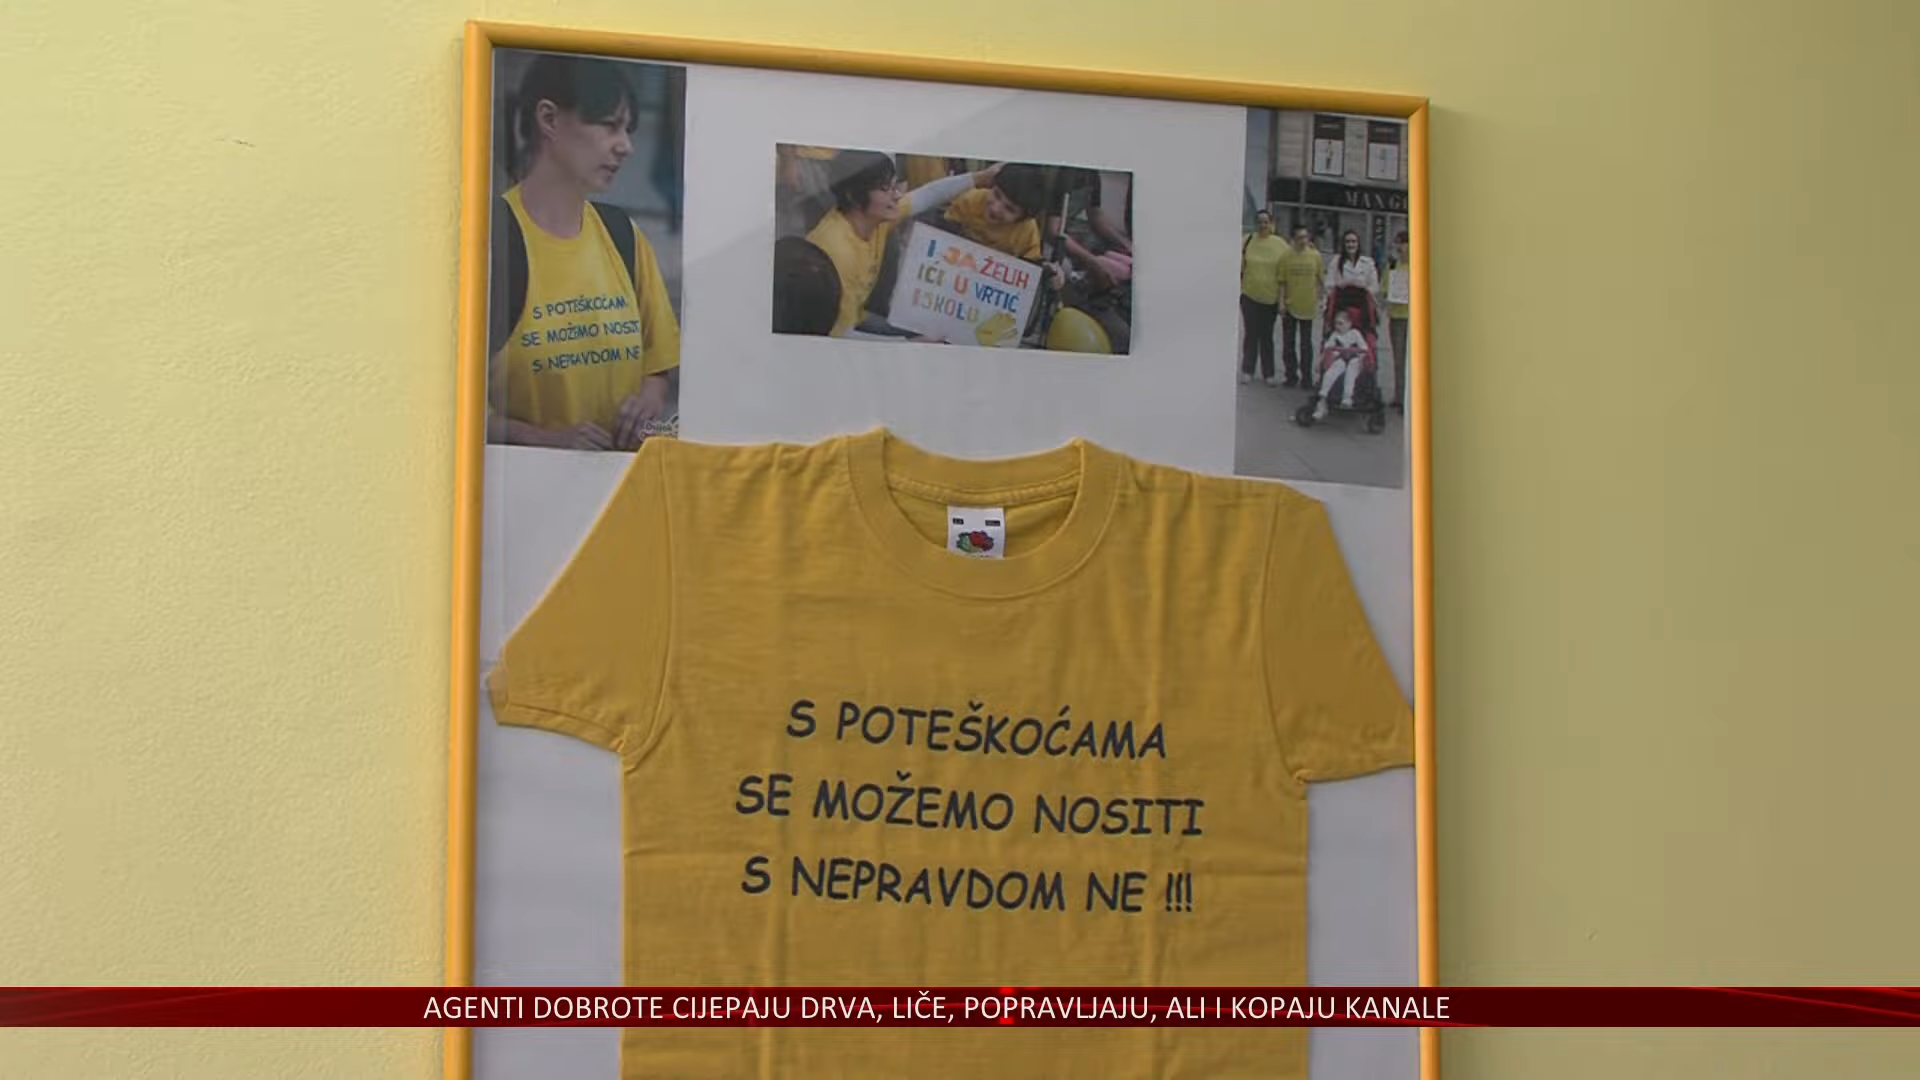 MANGO
I JA ŽELIM
IĆI U VRTIĆ
I ŠKOLU
S POTEŠKOĆAMA
SE MOŽEMO NOSITI
S NEPRAVDOM NE
S POTEŠKOĆAMA
SE MOŽEMO NOSITI
S NEPRAVDOM NE !!!
AGENTI DOBROTE CIJEPAJU DRVA, LIČE, POPRAVLJAJU, ALI I KOPAJU KANALE